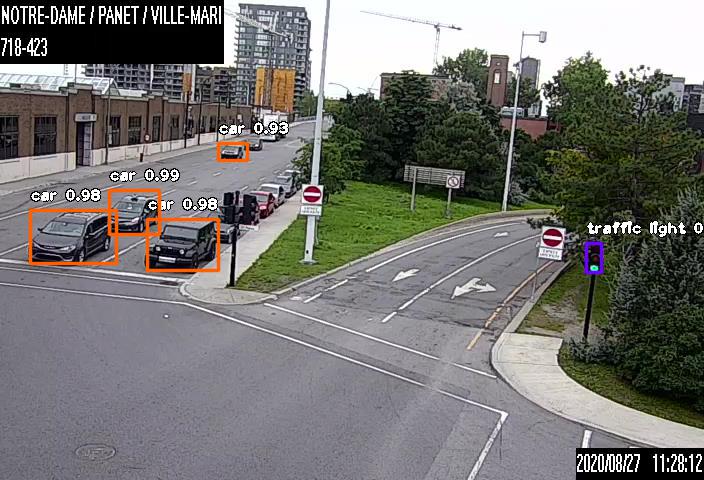 NOTRE-DAME / PANET / VILLE-MARI
718-423
car 0.93
car 0.99
car 0.98
car 0.98
traffic light 0
2020/08/27 11:28:12